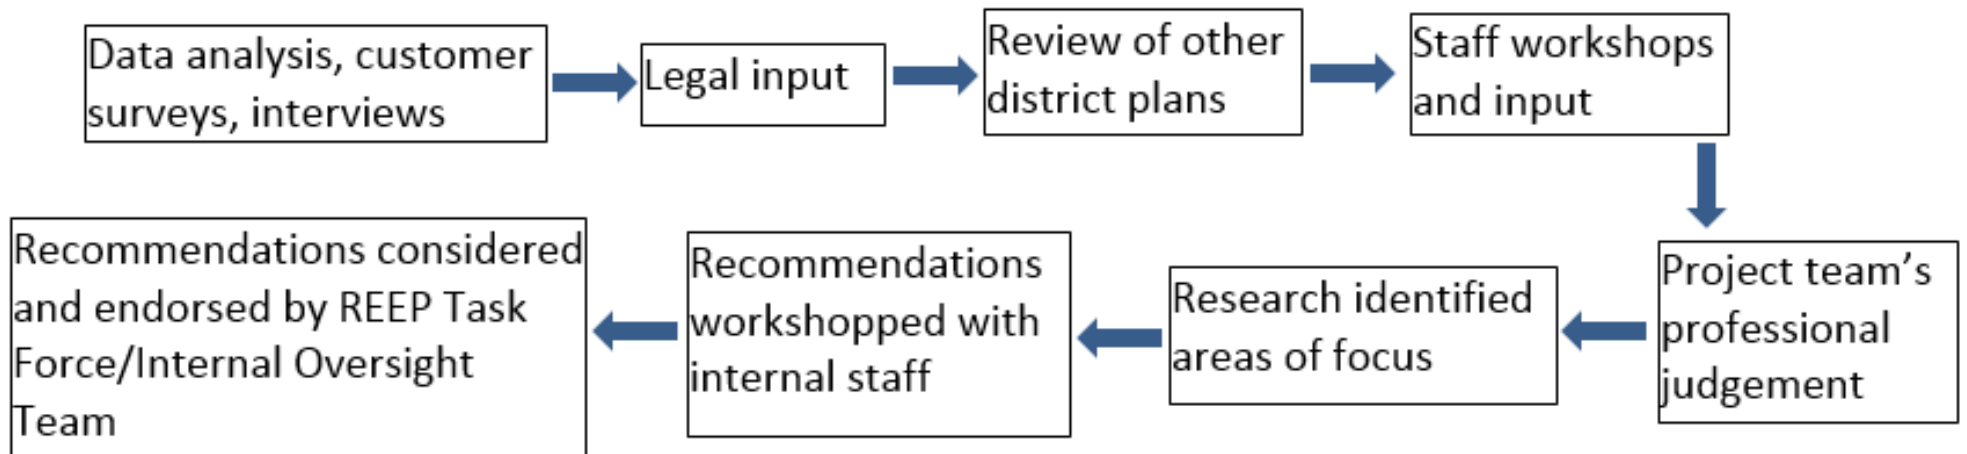 Data analysis, customer
surveys, interviews
Legal input
Review of other
district plans
Staff workshops
and input
Project team’s
professional
judgement
Research identified
areas of focus
Recommendations
workshopped with
internal staff
Recommendations considered
and endorsed by REEP Task
Force/Internal Oversight
Team